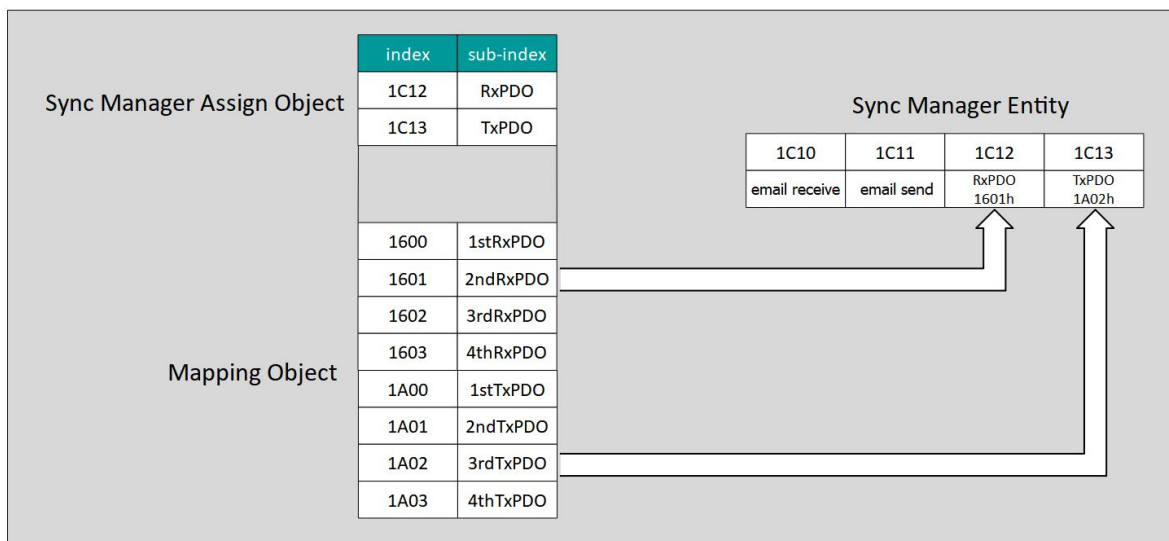 index sub-index
Sync Manager Assign Object
1C12 RxPDO
1C13 TxPDO
Sync Manager Entity
1C10 1C11 1C12 1C13
email receive email send RxPDO 1601h TxPDO 1A02h
Mapping Object
1600 1stRxPDO
1601 2ndRxPDO
1602 3rdRxPDO
1603 4thRxPDO
1A00 1stTxPDO
1A01 2ndTxPDO
1A02 3rdTxPDO
1A03 4thTxPDO